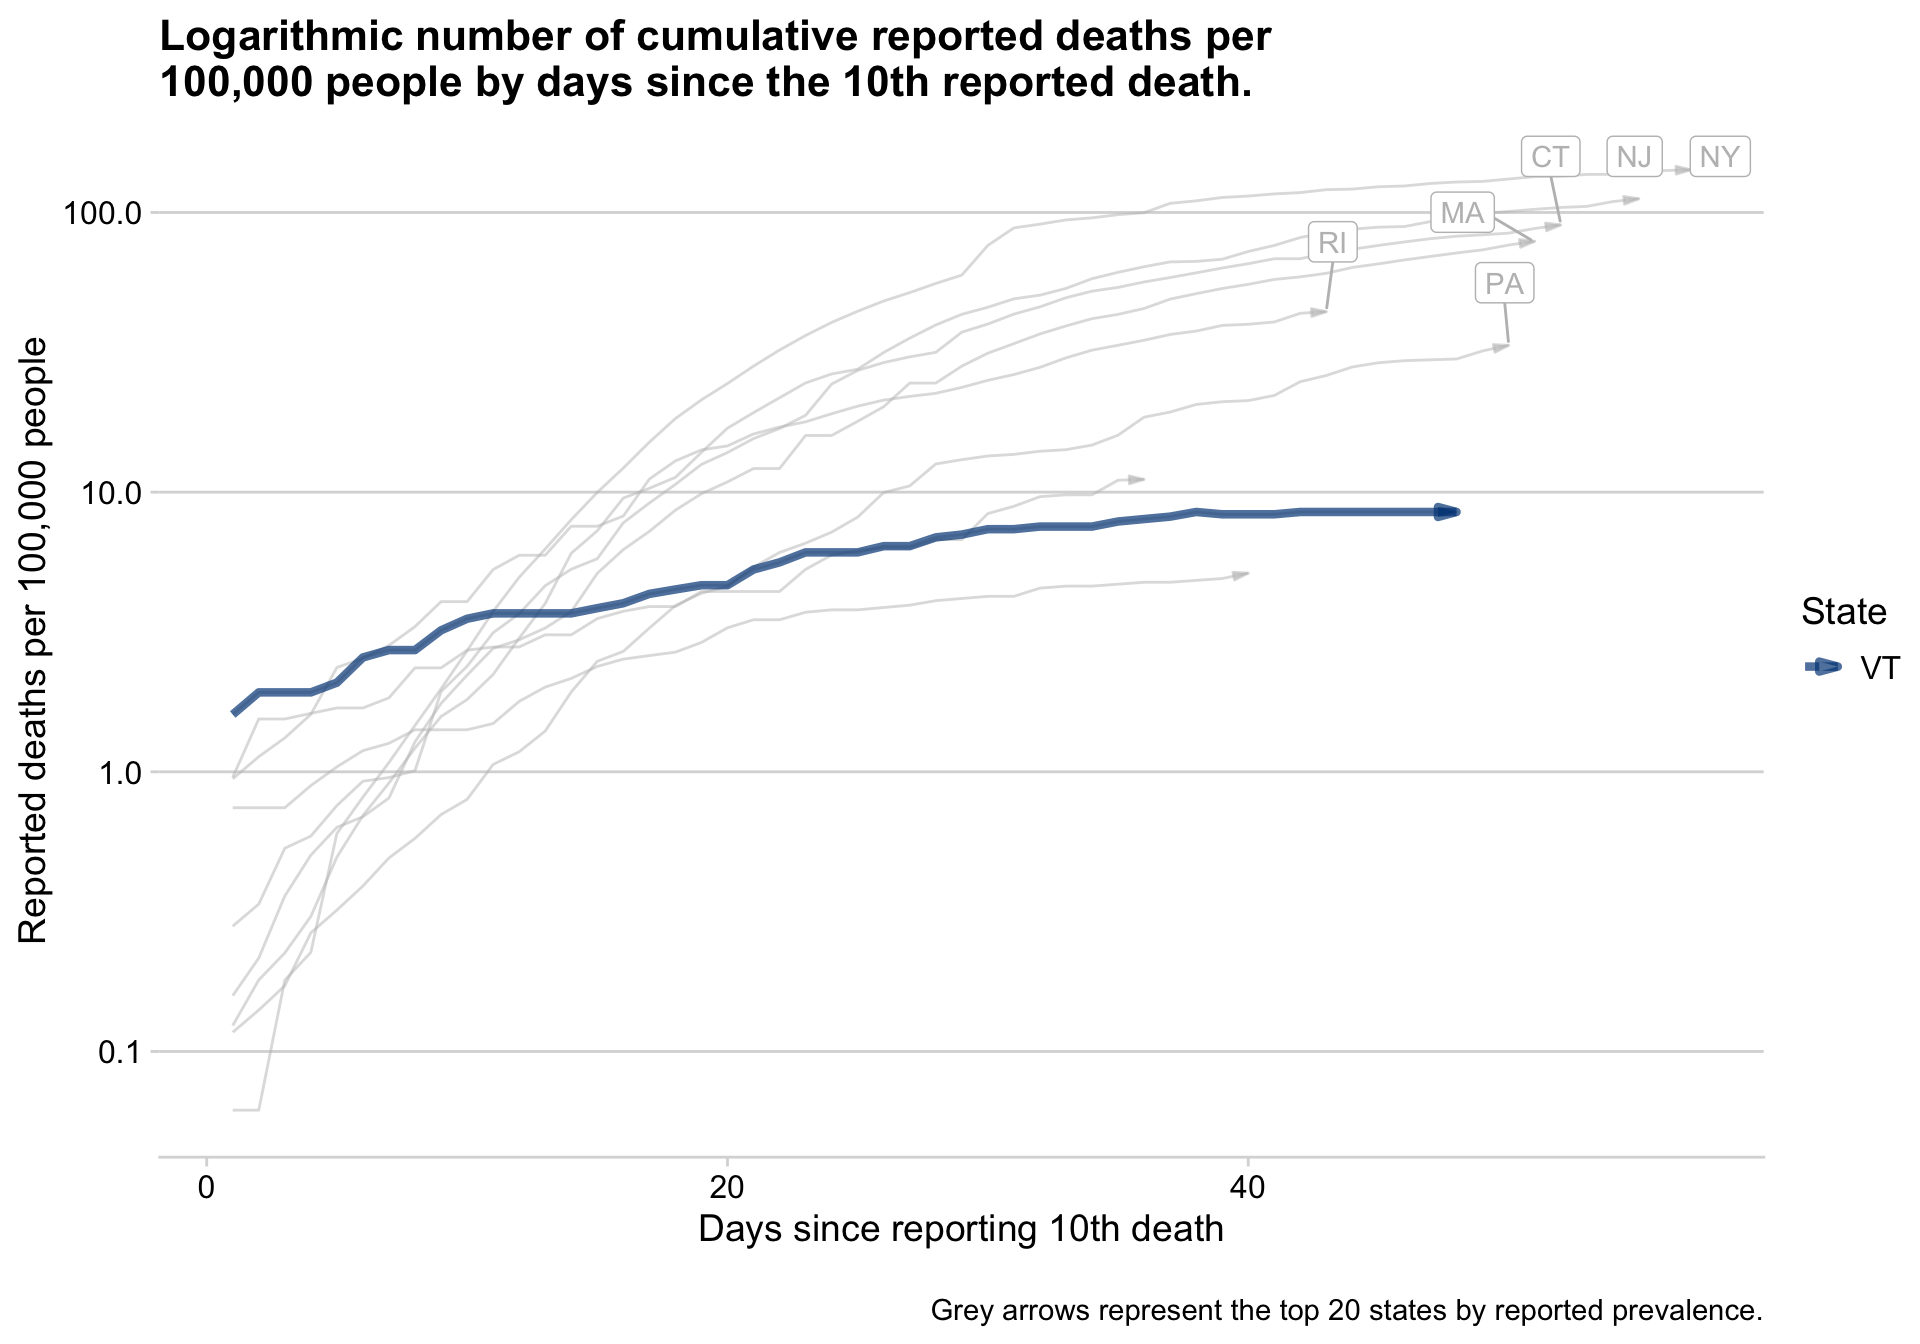 Logarithmic number of cumulative reported deaths per
100,000 people by days since the 10th reported death.
Reported deaths per 100,000 people
100.0
10.0
1.0
0.1
CT
NJ
NY
MA
RI
PA
State
VT
0
20
40
Days since reporting 10th death
Grey arrows represent the top 20 states by reported prevalence.